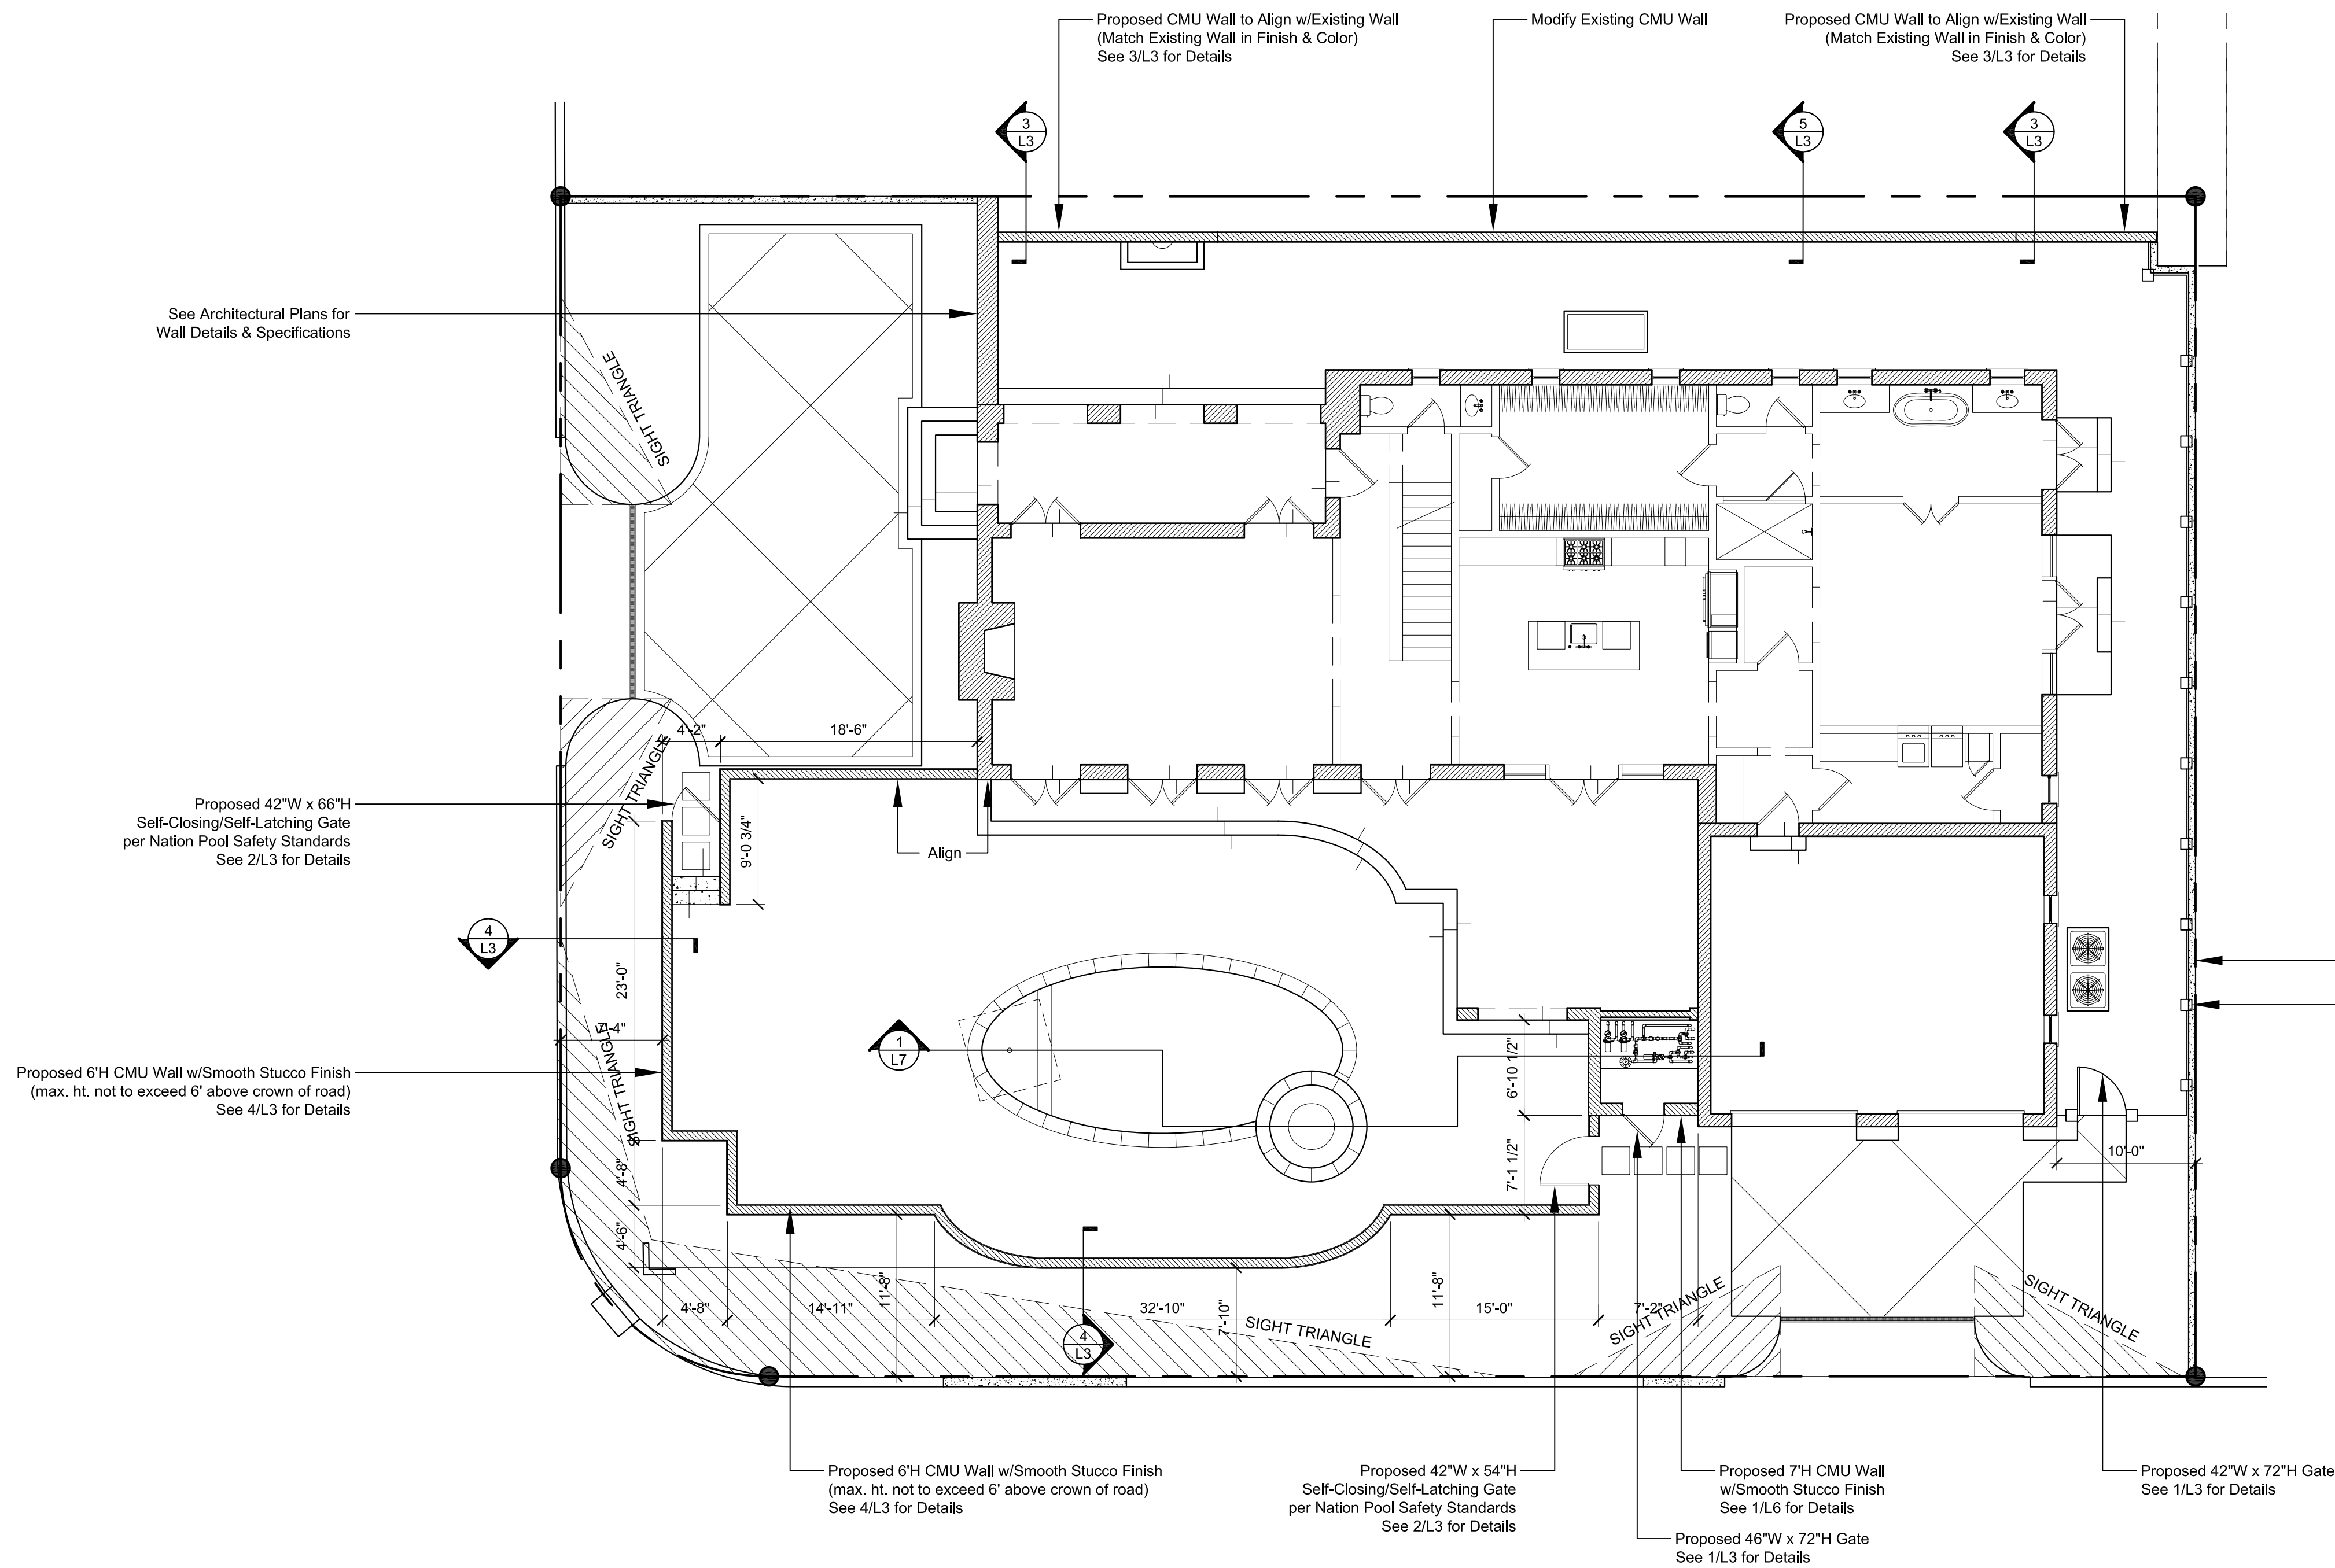 Proposed CMU Wall to Align w/Existing Wall
(Match Existing Wall in Finish & Color)
See 3/L3 for Details
Modify Existing CMU Wall
Proposed CMU Wall to Align w/Existing Wall
(Match Existing Wall in Finish & Color)
See 3/L3 for Details
3
L3
5
L3
3
L3
See Architectural Plans for
Wall Details & Specifications
SIGHT TRIANGLE
4'-2"
18'-6"
SIGHT TRIANGLE
Proposed 42"W x 66"H
Self-Closing/Self-Latching Gate
per Nation Pool Safety Standards
See 2/L3 for Details
9'-0 3/4"
Align
4
L3
23'-0"
SIGHT TRIANGLE
1
L7
6'-10 1/2"
Proposed 6'H CMU Wall w/Smooth Stucco Finish
(max. ht. not to exceed 6' above crown of road)
See 4/L3 for Details
4'-8"
7'-1 1/2"
10'-0"
4'-6"
4'-8"
14'-11"
11'-8"
32'-10"
7'-10"
11'-8"
15'-0"
7'-2"
4
L3
SIGHT TRIANGLE
SIGHT TRIANGLE
SIGHT TRIANGLE
Proposed 6'H CMU Wall w/Smooth Stucco Finish
(max. ht. not to exceed 6' above crown of road)
See 4/L3 for Details
Proposed 42"W x 54"H
Self-Closing/Self-Latching Gate
per Nation Pool Safety Standards
See 2/L3 for Details
Proposed 7'H CMU Wall
w/Smooth Stucco Finish
See 1/L6 for Details
Proposed 46"W x 72"H Gate
See 1/L3 for Details
Proposed 42"W x 72"H Gate
See 1/L3 for Details